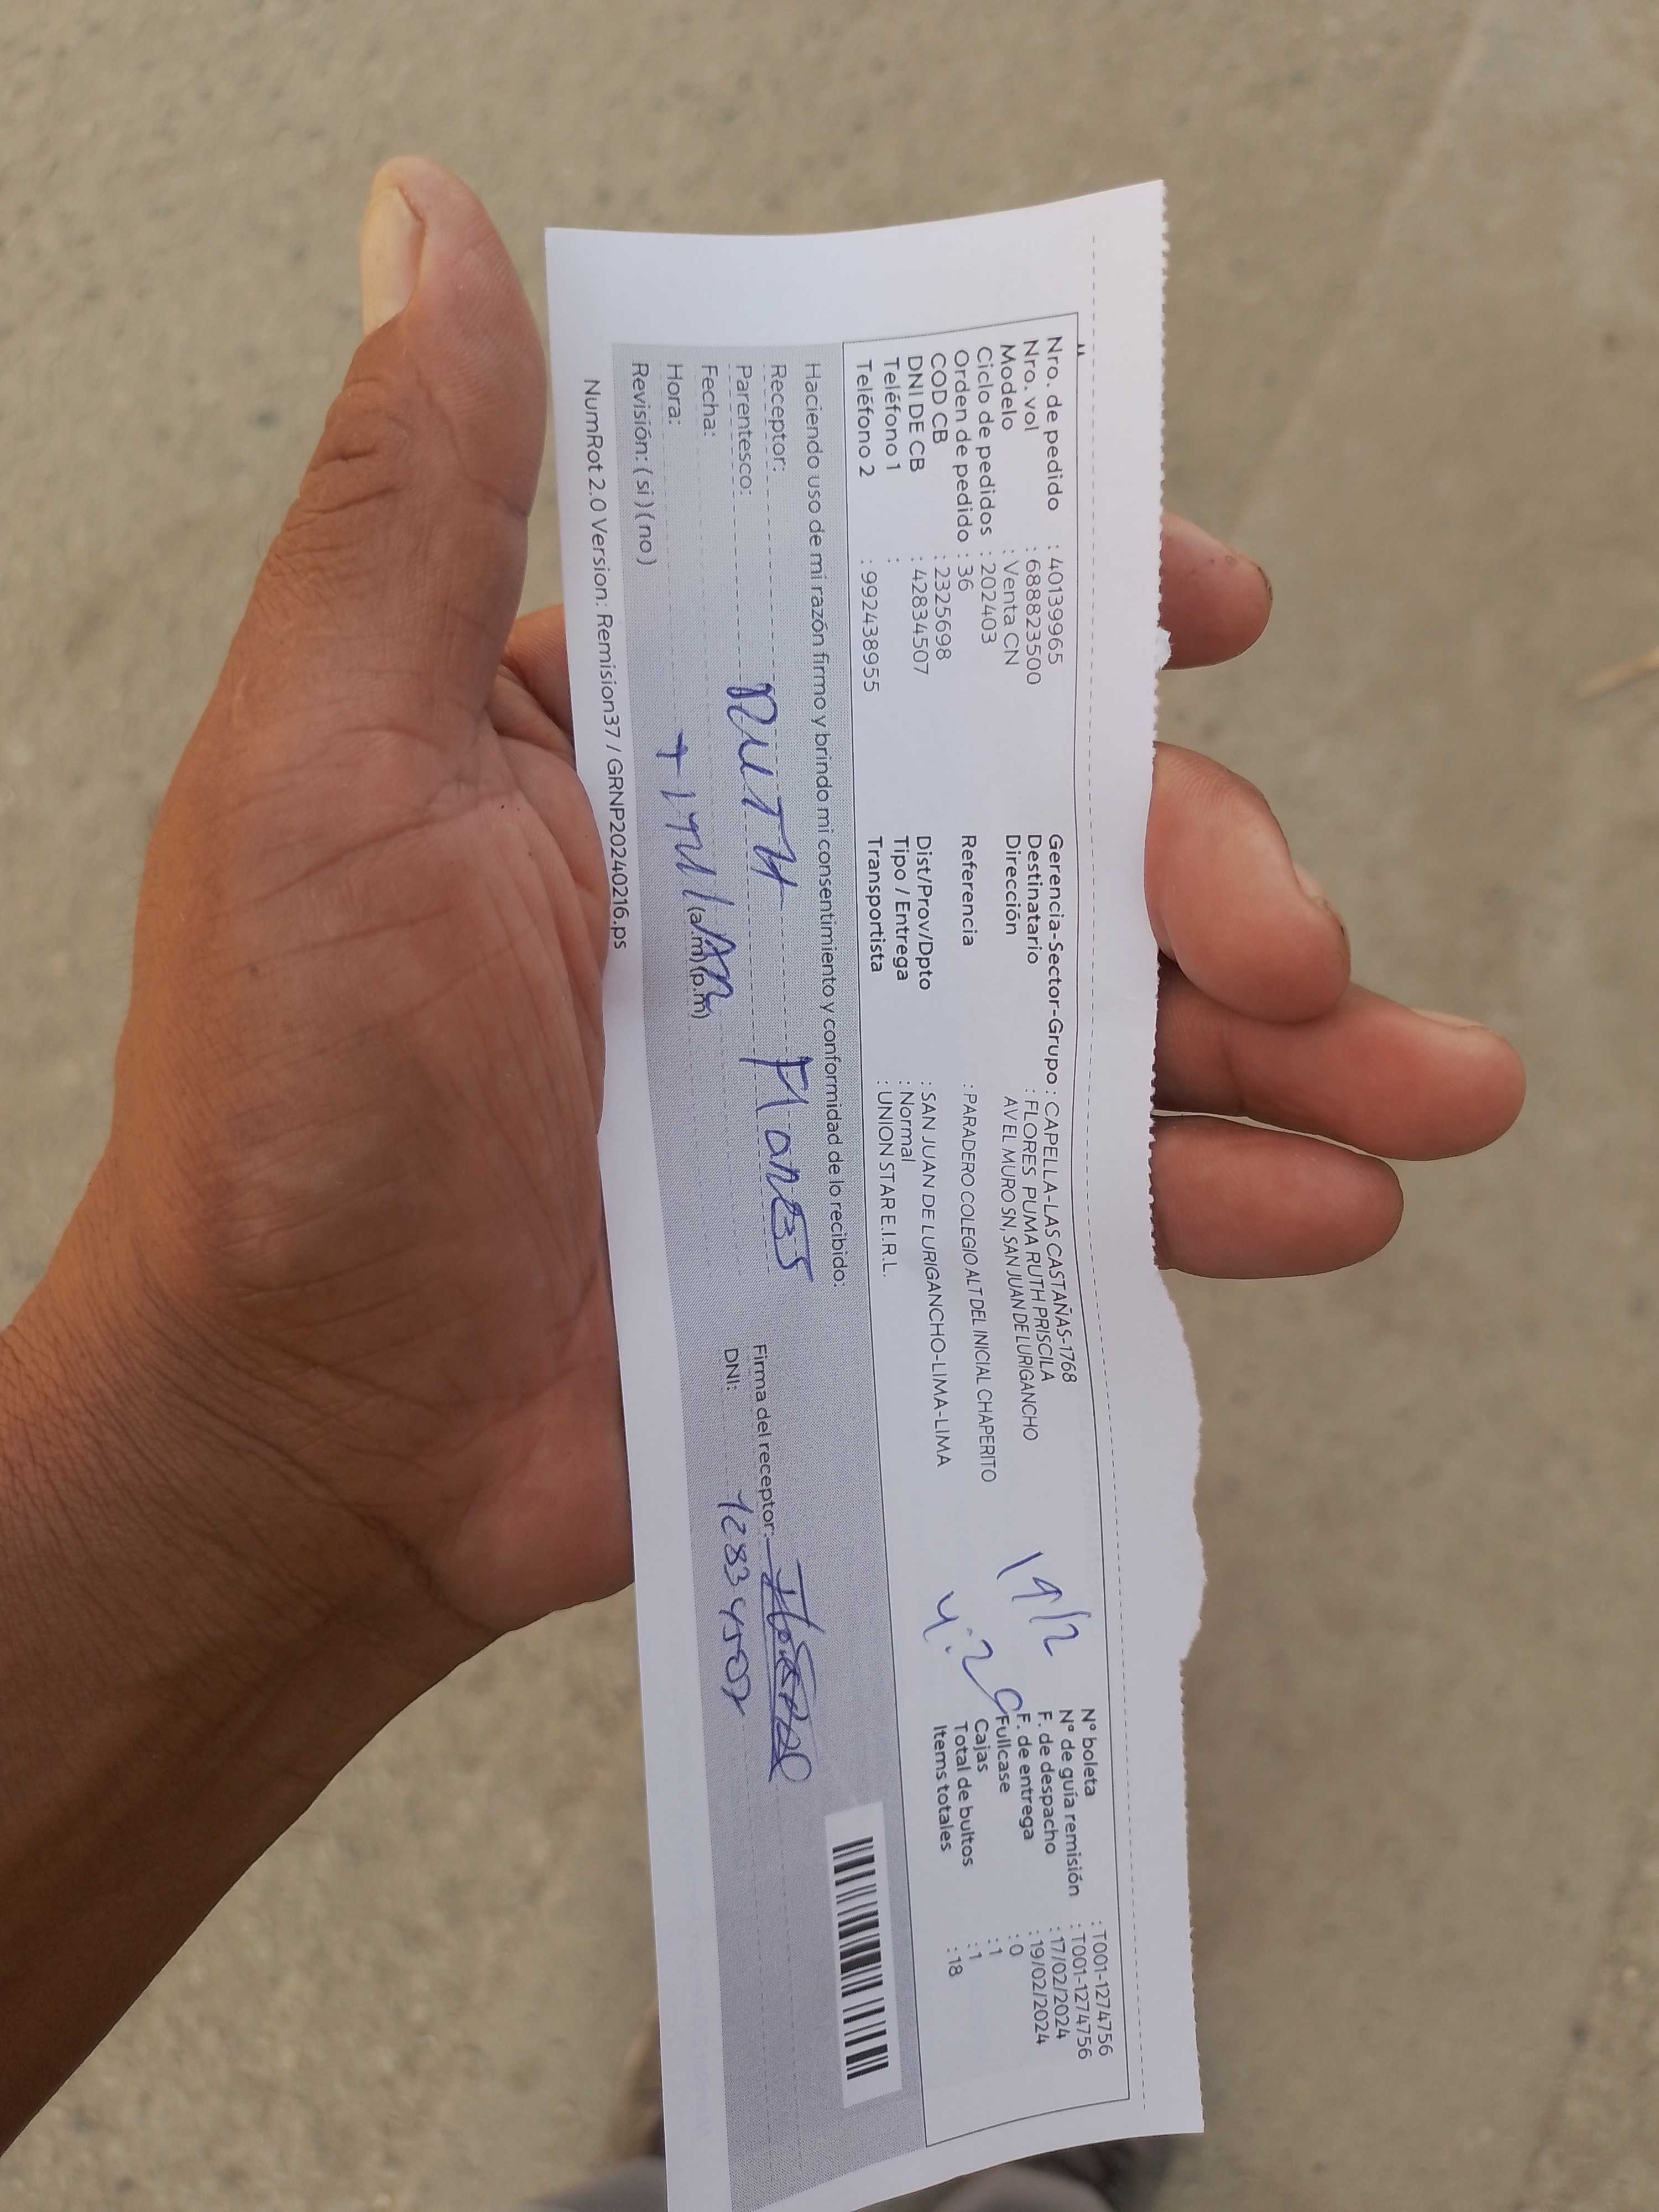 Nro. de pedido : 40139965
Nro. vol : 6888823500
Modelo : Venta CN
Ciclo de pedidos : 202403
Orden de pedido : 36
COD CB : 2325698
DNI DE CB : 42834507
Teléfono 1 :
Teléfono 2 : 992438955
Gerencia-Sector-Grupo : CAPELLA-LAS CASTAÑAS-1768
Destinatario : FLORES PUMA RUTH PRISCILA
Dirección AV EL MURO SN, SAN JUAN DE LURIGANCHO
Referencia : PARADERO COLEGIO ALT DEL INICIAL CHAPERITO
Dist/Prov/Dpto : SAN JUAN DE LURIGANCHO-LIMA-LIMA
Tipo / Entrega : Normal
Transportista : UNION STAR E.I.R.L.
19/2
N° boleta : T001-1274756
N° de guía remisión : T001-1274756
F. de despacho : 17/02/2024
F. de entrega : 19/02/2024
Fullcase : 0
Cajas : 1
Total de bultos : 1
Items totales : 18
Haciendo uso de mi razón firmo y brindo mi consentimiento y conformidad de lo recibido:
Receptor: RUTH Flores
Parentesco:
Fecha:
Hora: (a.m)(p.m)
Revisión: ( si ) ( no )
Firma del receptor:
DNI: 42834507
NumRot 2.0 Version: Remision37 / GRNP20240216.ps